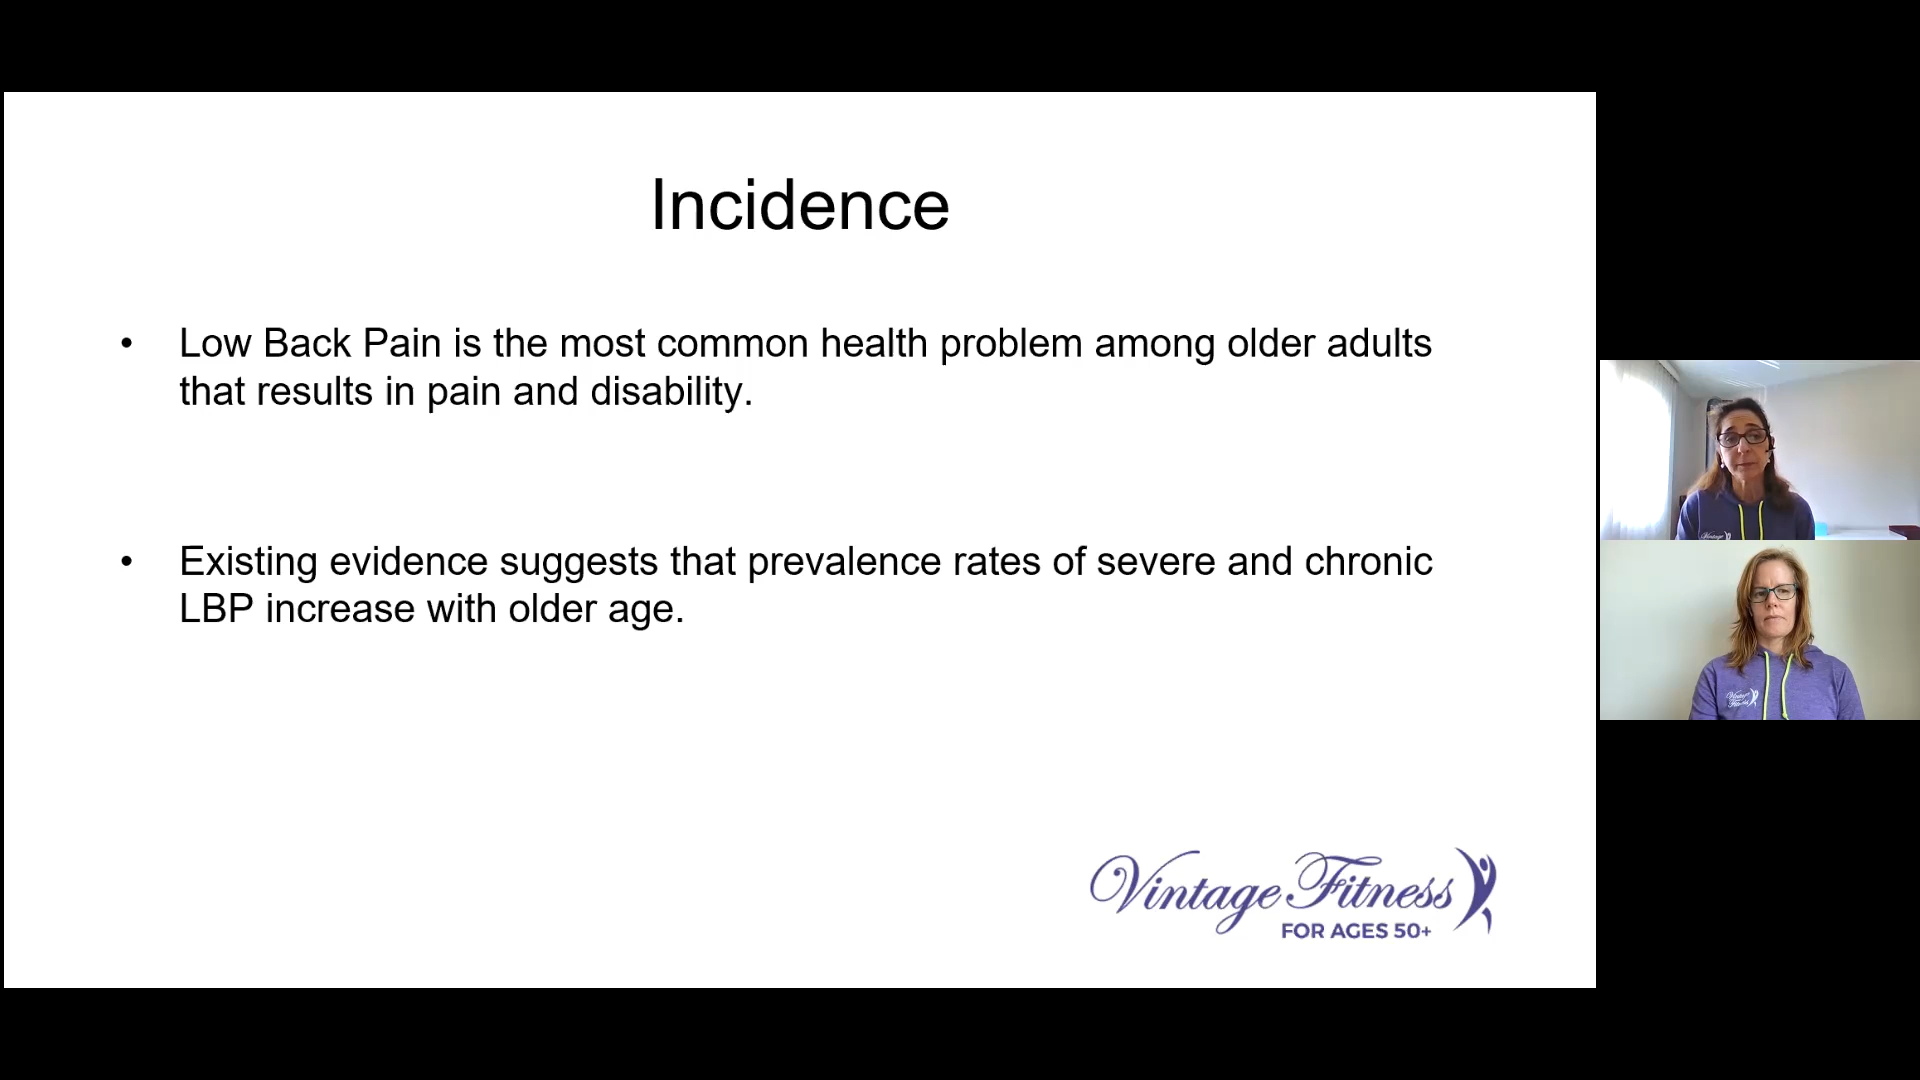 Incidence
• Low Back Pain is the most common health problem among older adults
that results in pain and disability.
• Existing evidence suggests that prevalence rates of severe and chronic
LBP increase with older age.
Vintage Fitness
FOR AGES 50+
Vintage
Fitness